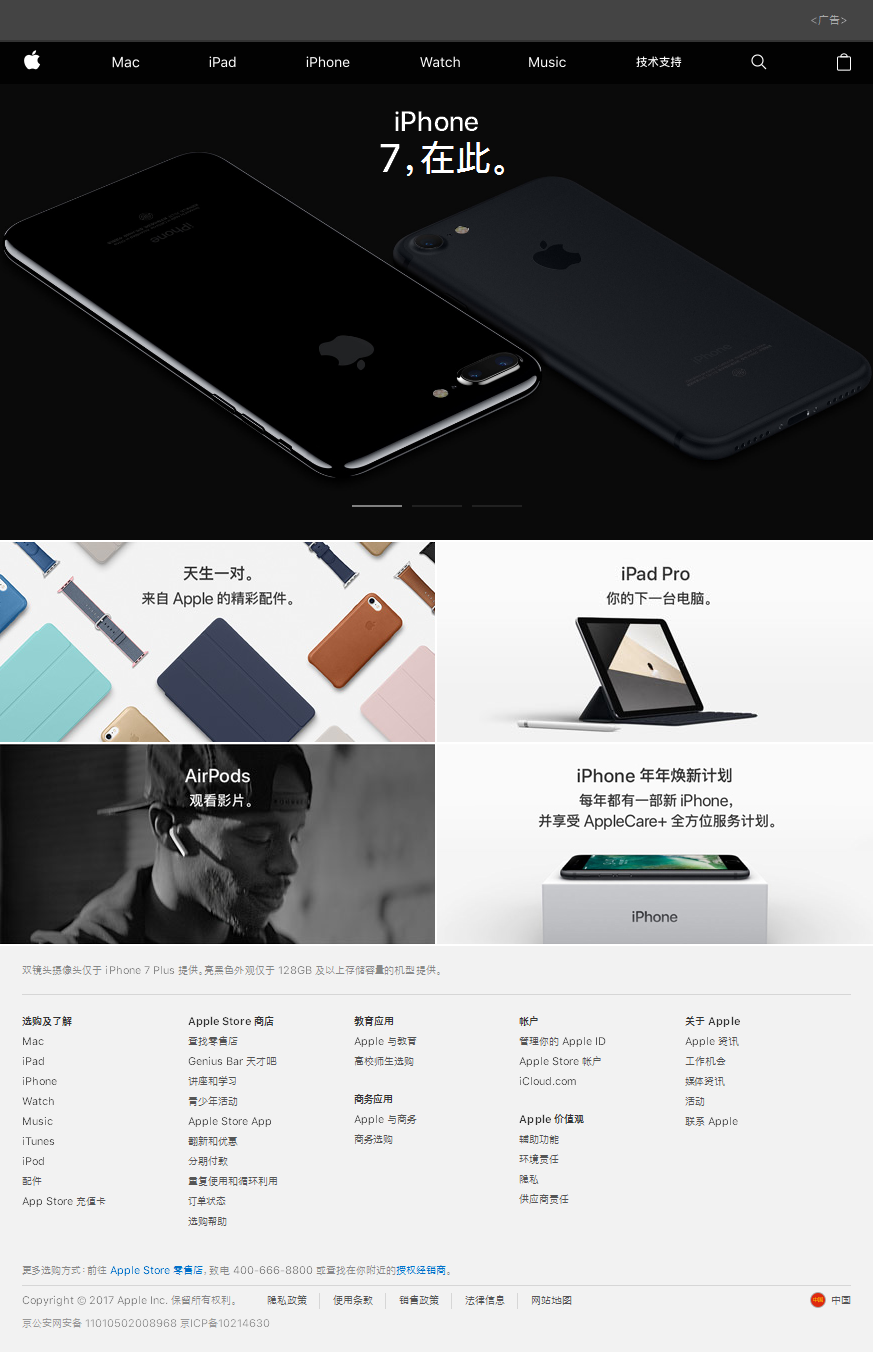 <广告>
Mac
iPad
iPhone
Watch
Music
技术支持
iPhone
7，在此。
iPhone
iPhone
天生一对。
来自 Apple 的精彩配件。
iPad Pro
你的下一台电脑。
AirPods
观看影片。
iPhone 年年焕新计划
每年都有一部新 iPhone，
并享受 AppleCare+ 全方位服务计划。
iPhone
双镜头摄像头仅于 iPhone 7 Plus 提供。亮黑色外观仅于 128GB 及以上存储容量的机型提供。
选购及了解
Mac
iPad
iPhone
Watch
Music
iTunes
iPod
配件
App Store 充值卡
Apple Store 商店
查找零售店
Genius Bar 天才吧
讲座和学习
青少年活动
Apple Store App
翻新和优惠
分期付款
重复使用和循环利用
订单状态
选购帮助
教育应用
Apple 与教育
高校师生选购
商务应用
Apple 与商务
商务选购
帐户
管理你的 Apple ID
Apple Store 帐户
iCloud.com
Apple 价值观
辅助功能
环境责任
隐私
供应商责任
关于 Apple
Apple 资讯
工作机会
媒体资讯
活动
联系 Apple
更多选购方式：前往 Apple Store 零售店，致电 400-666-8800 或查找在你附近的授权经销商。
Copyright © 2017 Apple Inc. 保留所有权利。
隐私政策
使用条款
销售政策
法律信息
网站地图
中国
京公安网安备 11010502008968 京ICP备10214630